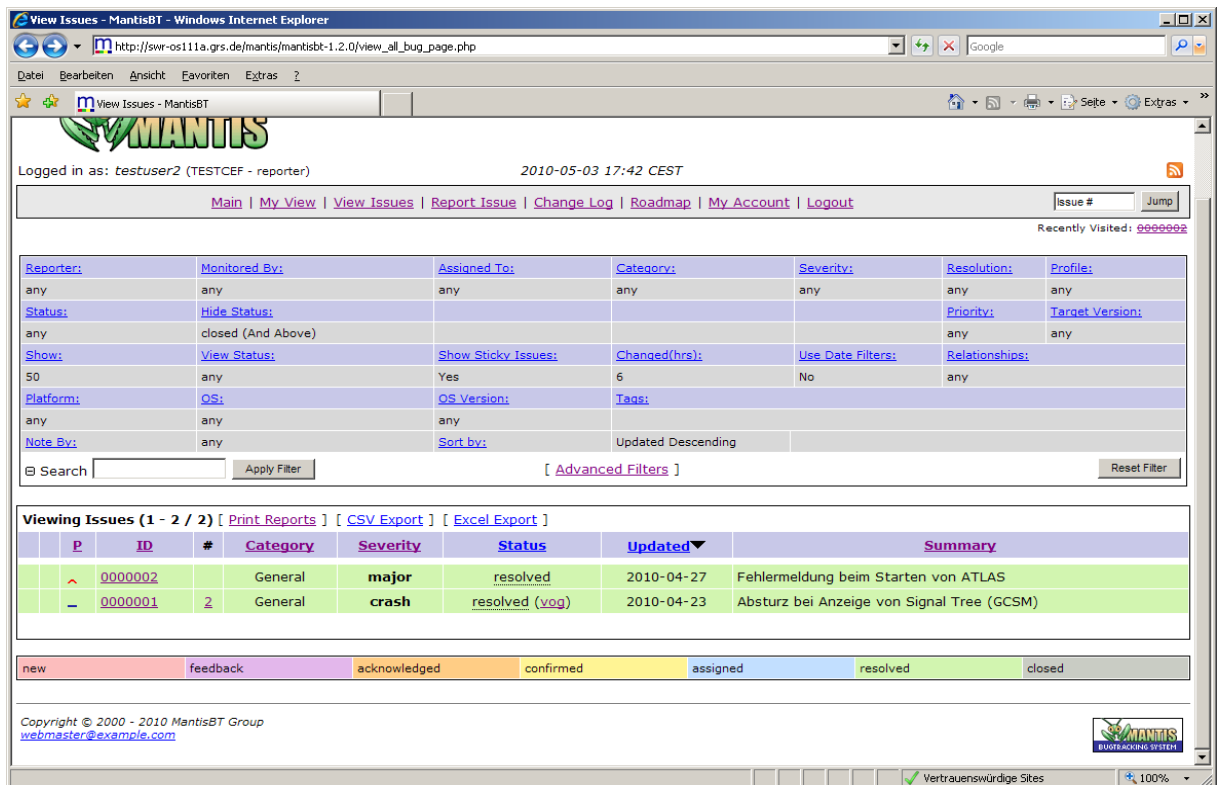 View Issues - MantisBT - Windows Internet Explorer
http://swr-os111a.grs.de/mantis/mantisbt-1.2.0/view_all_bug_page.php Google
Datei Bearbeiten Ansicht Favoriten Extras ?
View Issues - MantisBT Seite Extras »
MANTIS
Logged in as: testuser2 (TESTCEF - reporter) 2010-05-03 17:42 CEST
Main | My View | View Issues | Report Issue | Change Log | Roadmap | My Account | Logout Issue # Jump
Recently Visited: 0000002
Reporter: Monitored By: Assigned To: Category: Severity: Resolution: Profile:
any any any any any any any
Status: Hide Status: Priority: Target Version:
any closed (And Above) any any
Show: View Status: Show Sticky Issues: Changed(hrs): Use Date Filters: Relationships:
50 any Yes 6 No any
Platform: OS: OS Version: Tags:
any any any
Note By: any Sort by: Updated Descending
Search Apply Filter [ Advanced Filters ] Reset Filter
Viewing Issues (1 - 2 / 2) [ Print Reports ] [ CSV Export ] [ Excel Export ]
P ID # Category Severity Status Updated Summary
0000002 General major resolved 2010-04-27 Fehlermeldung beim Starten von ATLAS
0000001 2 General crash resolved (vog) 2010-04-23 Absturz bei Anzeige von Signal Tree (GCSM)
new feedback acknowledged confirmed assigned resolved closed
Copyright © 2000 - 2010 MantisBT Group
webmaster@example.com
MANTIS
BUGTRACKING SYSTEM
Vertrauenswürdige Sites 100%